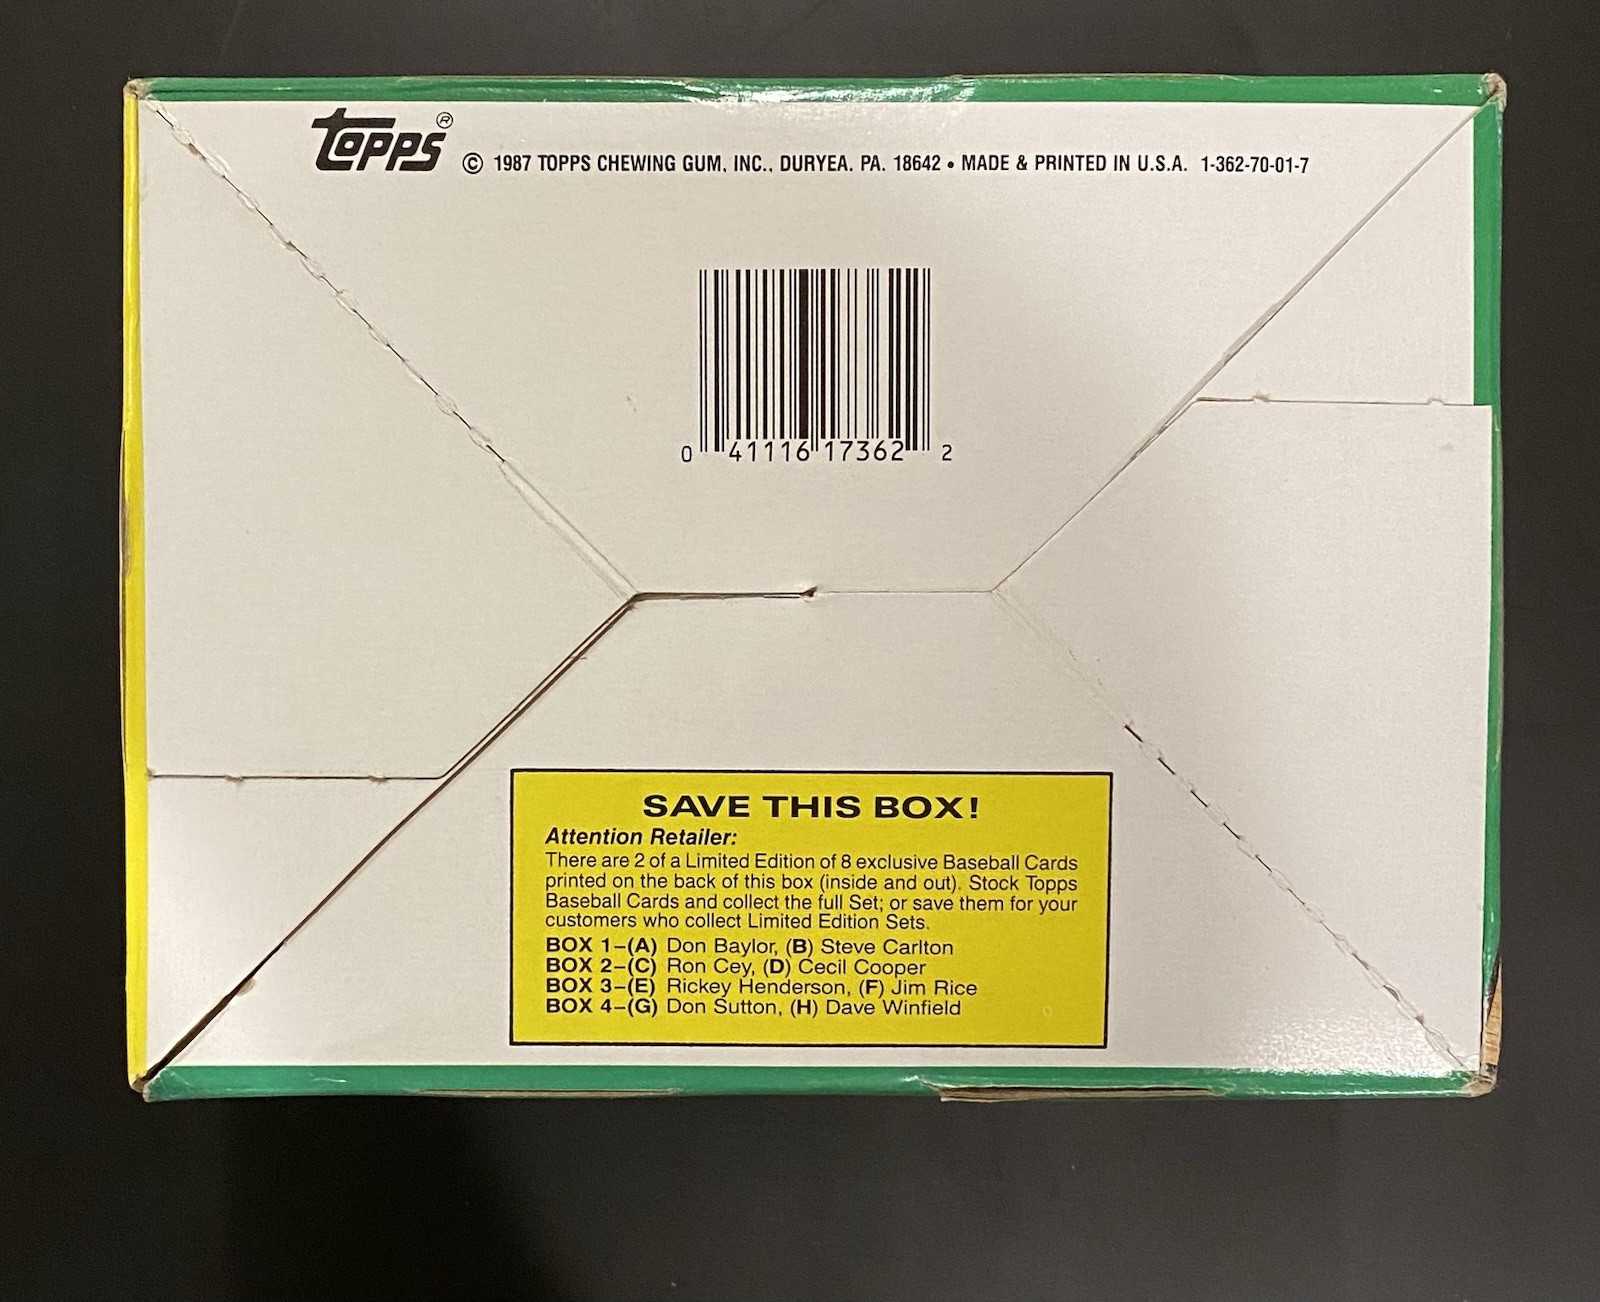 Topps®
© 1987 TOPPS CHEWING GUM, INC., DURYEA. PA. 18642 • MADE & PRINTED IN U.S.A. 1-362-70-01-7
0 41116 17362 2
SAVE THIS BOX!
Attention Retailer:
There are 2 of a Limited Edition of 8 exclusive Baseball Cards
printed on the back of this box (inside and out). Stock Topps
Baseball Cards and collect the full Set; or save them for your
customers who collect Limited Edition Sets.
BOX 1–(A) Don Baylor, (B) Steve Carlton
BOX 2–(C) Ron Cey, (D) Cecil Cooper
BOX 3–(E) Rickey Henderson, (F) Jim Rice
BOX 4–(G) Don Sutton, (H) Dave Winfield